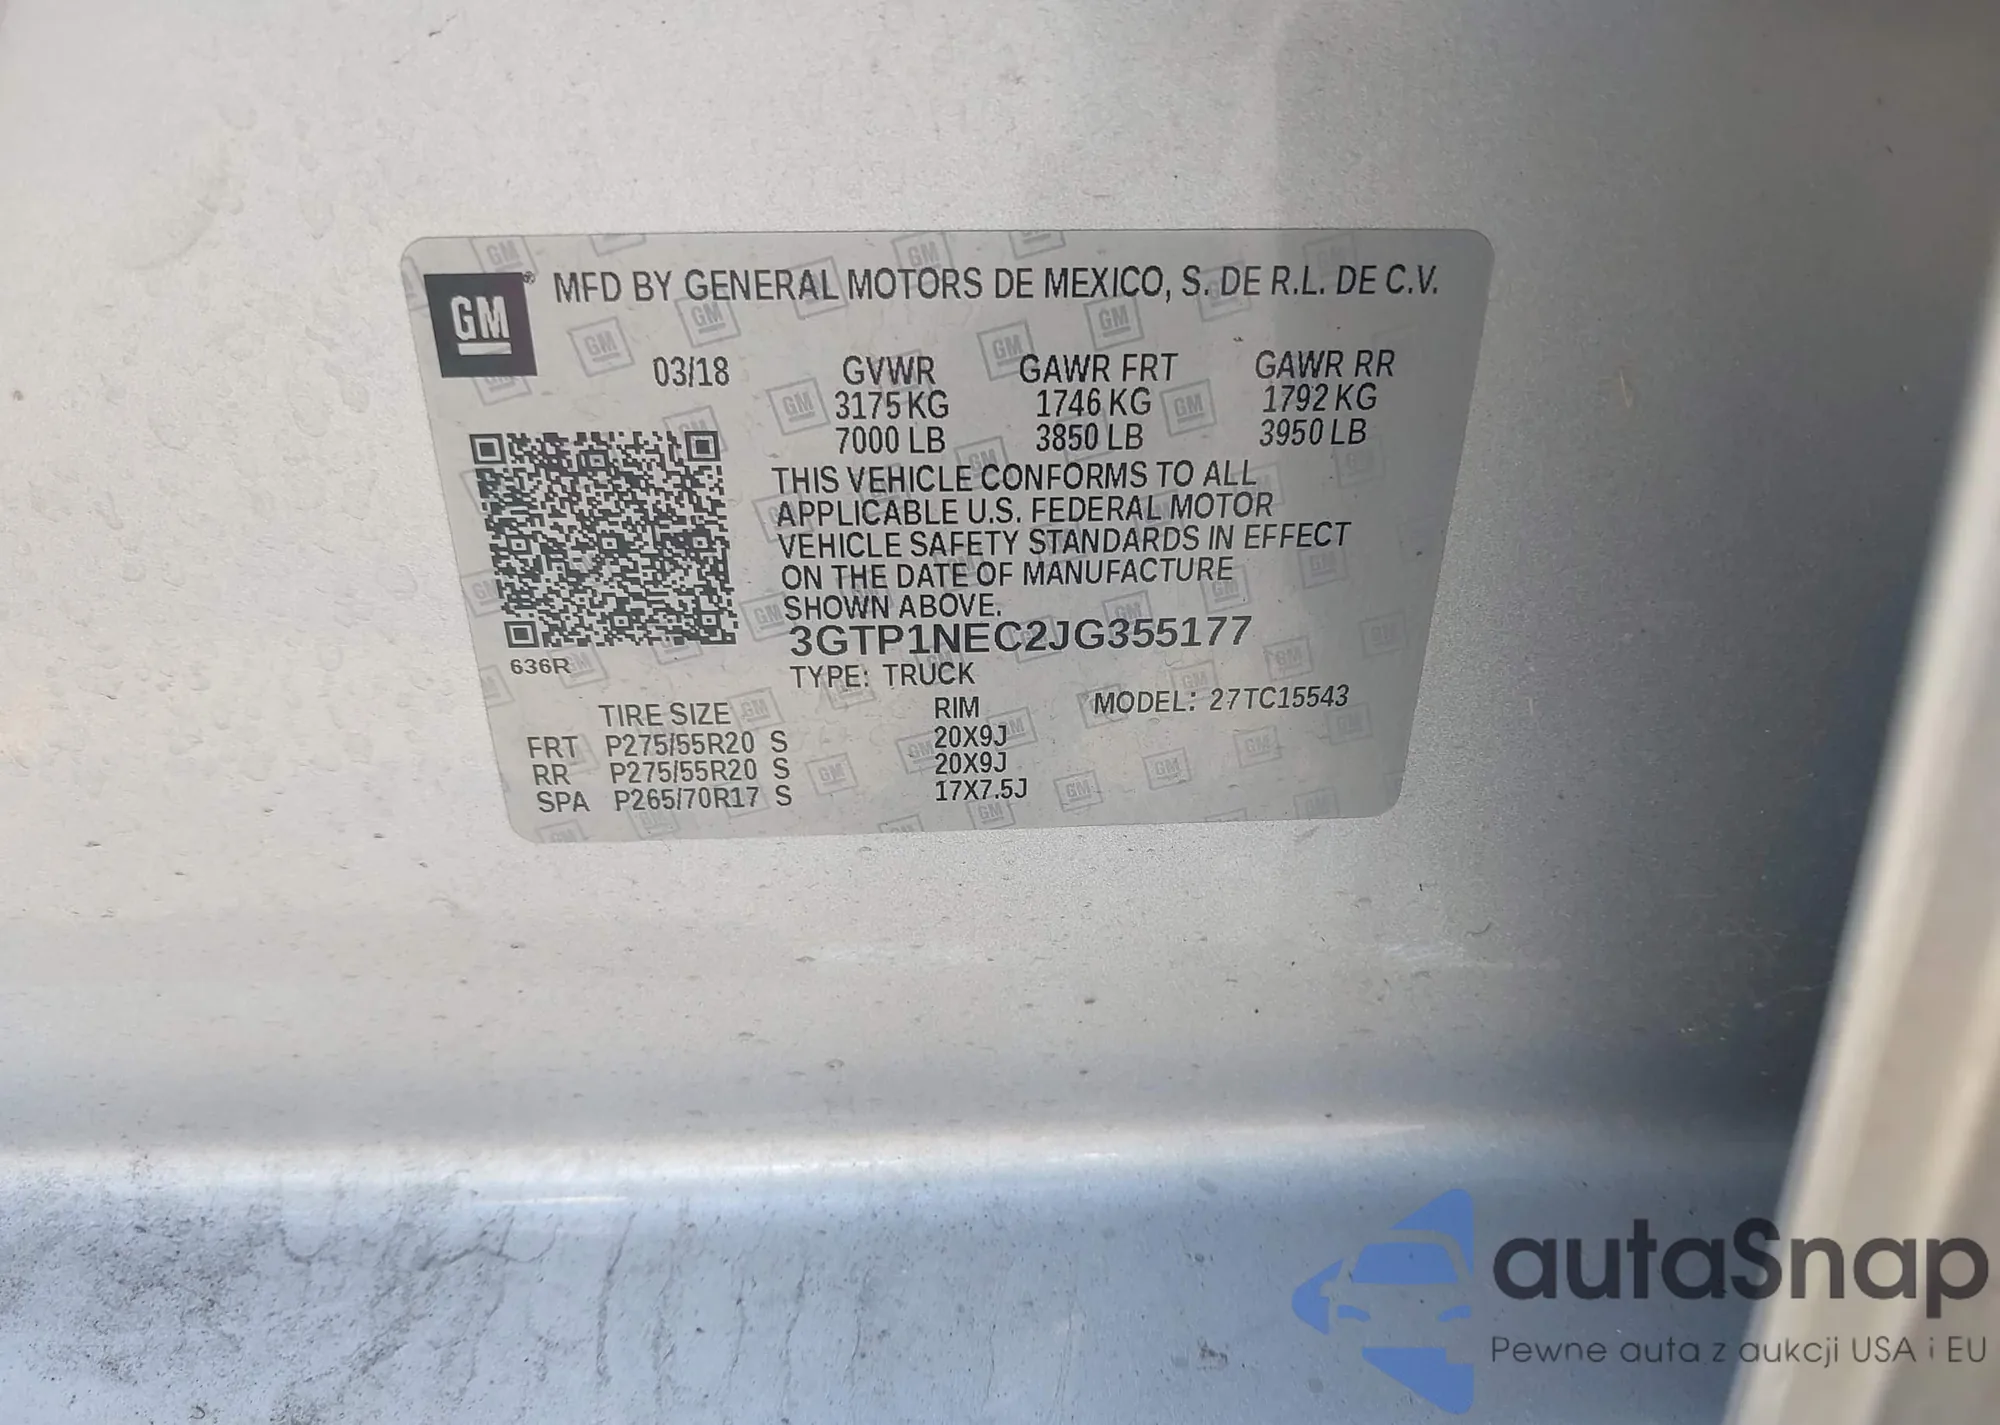 GM® MFD BY GENERAL MOTORS DE MEXICO, S. DE R.L. DE C.V.
03/18 GVWR GAWR FRT GAWR RR
3175 KG 1746 KG 1792 KG
7000 LB 3850 LB 3950 LB
THIS VEHICLE CONFORMS TO ALL
APPLICABLE U.S. FEDERAL MOTOR
VEHICLE SAFETY STANDARDS IN EFFECT
ON THE DATE OF MANUFACTURE
SHOWN ABOVE.
3GTP1NEC2JG355177
636R
TYPE: TRUCK
TIRE SIZE RIM MODEL: 27TC15543
FRT P275/55R20 S 20X9J
RR P275/55R20 S 20X9J
SPA P265/70R17 S 17X7.5J
autaSnap
Pewne auta z aukcji USA i EU